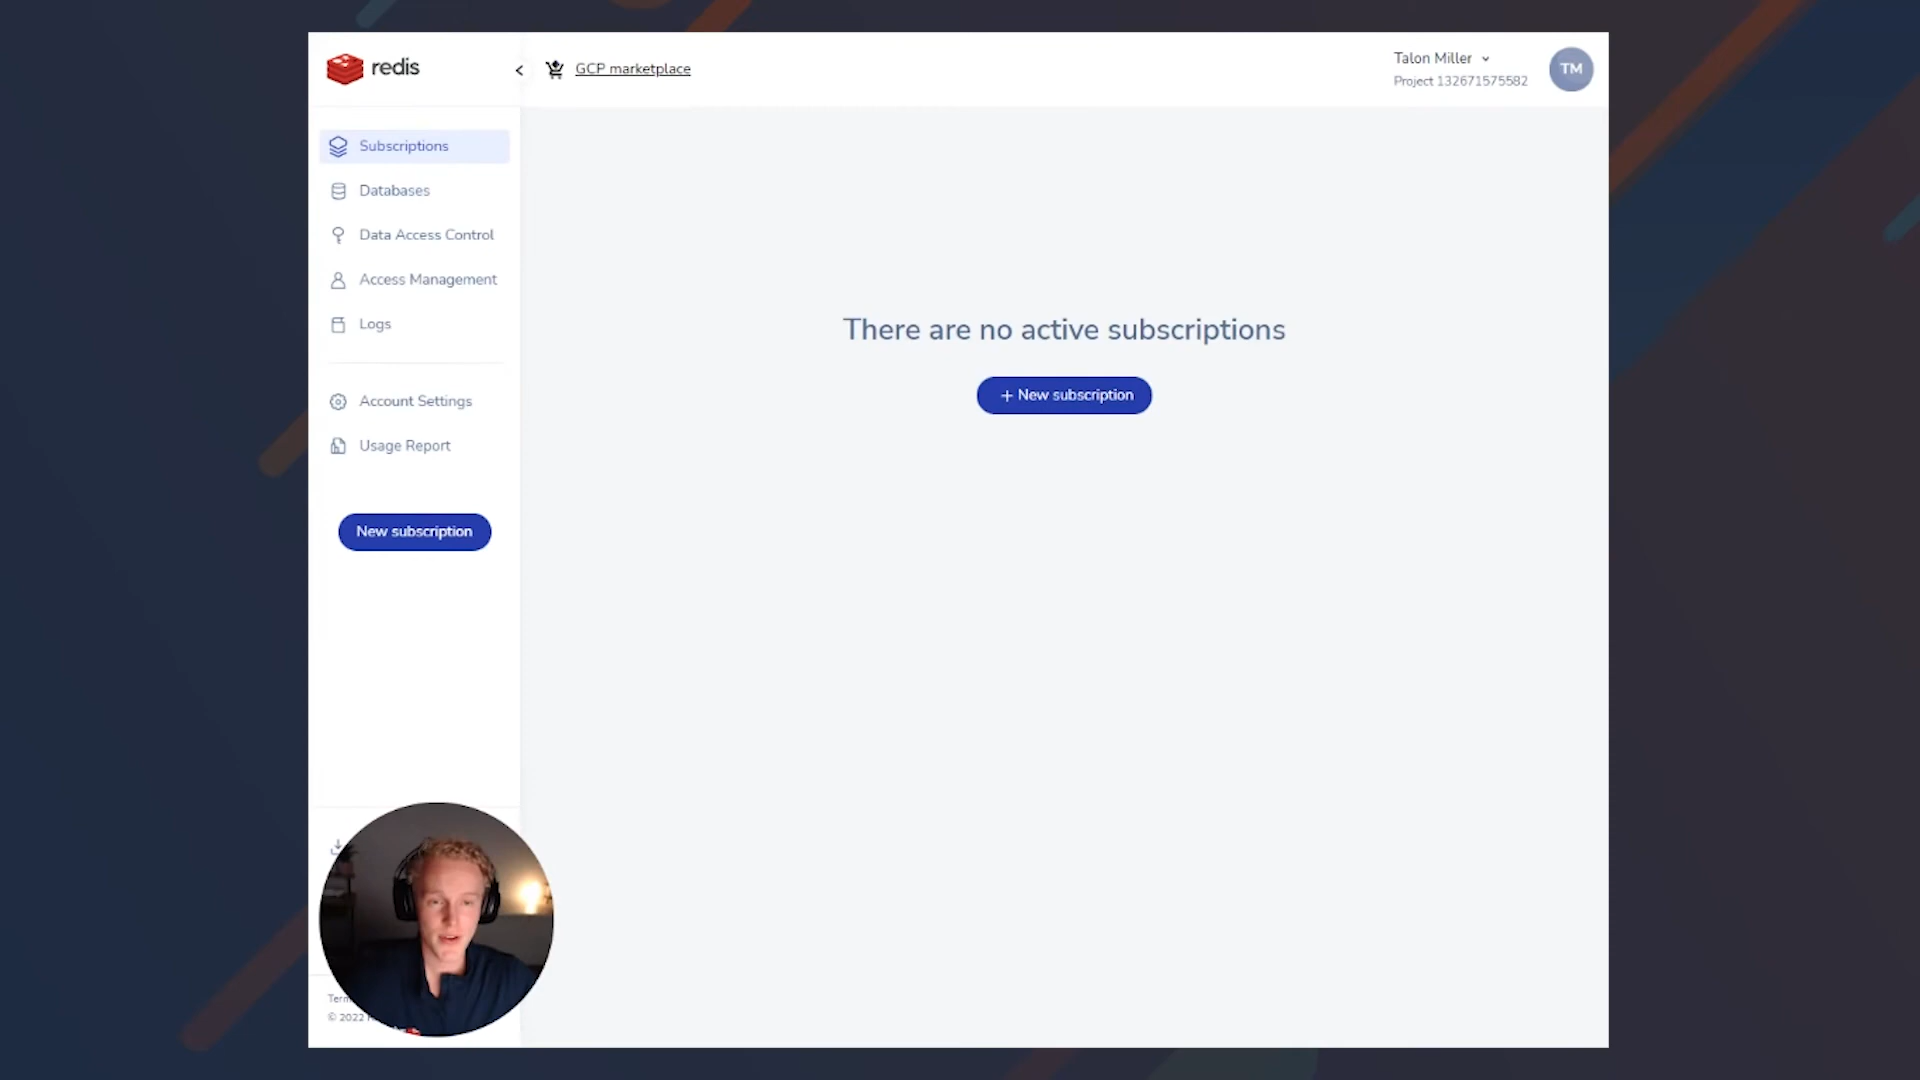 redis
GCP marketplace
Talon Miller
Project 132671575582
TM
Subscriptions
Databases
Data Access Control
Access Management
Logs
Account Settings
Usage Report
New subscription
There are no active subscriptions
+ New subscription
© 2022